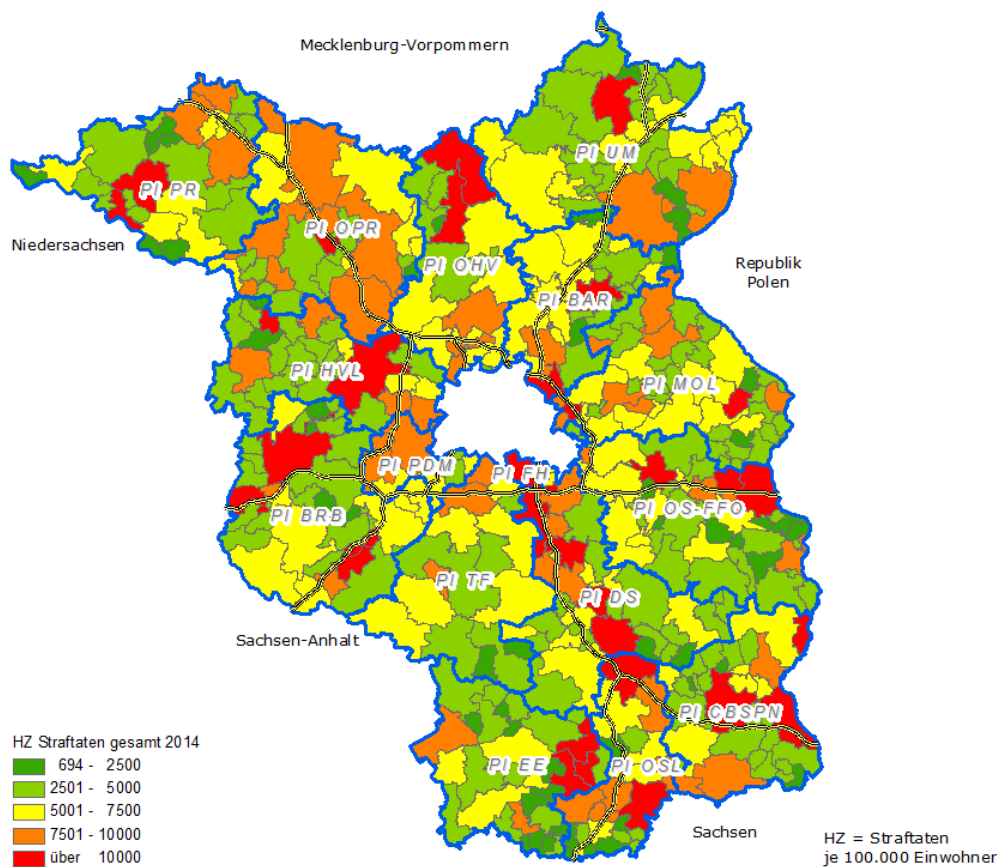 Mecklenburg-Vorpommern
PI UM
PI PR
PI OPR
Niedersachsen
PI OHV
Republik
Polen
PI BAR
PI HVL
PI MOL
PI PDM
PI FH
PI BRB
PI OS-FFO
PI TF
PI DS
Sachsen-Anhalt
PI CBSPN
PI EE
PI OSL
Sachsen
HZ Straftaten gesamt 2014
694 - 2500
2501 - 5000
5001 - 7500
7501 - 10000
über 10000
HZ = Straftaten
je 100.000 Einwohner